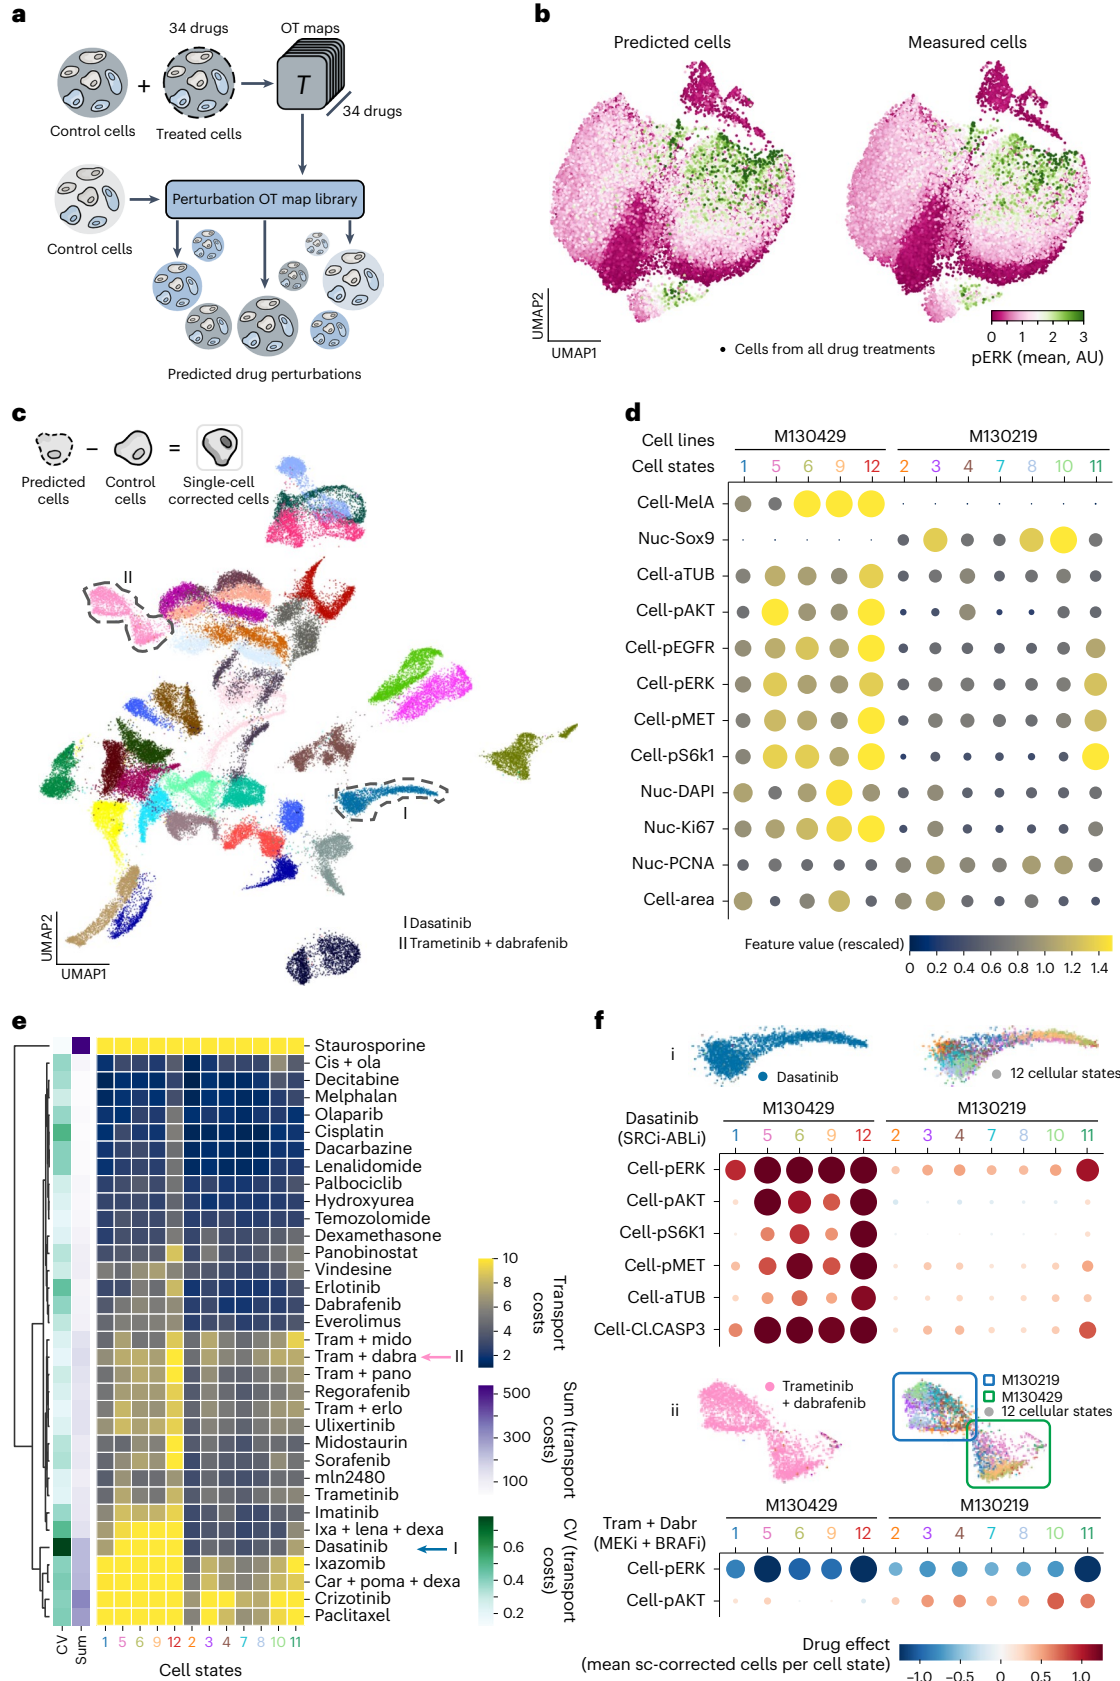 a
34 drugs
OT maps
T
+
34 drugs
Control cells
Treated cells
Perturbation OT map library
Control cells
Predicted drug perturbations
b
Predicted cells
Measured cells
UMAP2
UMAP1
• Cells from all drug treatments
0 1 2 3
pERK (mean, AU)
c
– =
Predicted cells
Control cells
Single-cell corrected cells
II
I
UMAP2
UMAP1
I Dasatinib
II Trametinib + dabrafenib
d
Cell lines M130429 M130219
Cell states 1 5 6 9 12 2 3 4 7 8 10 11
Cell-MelA
Nuc-Sox9
Cell-aTUB
Cell-pAKT
Cell-pEGFR
Cell-pERK
Cell-pMET
Cell-pS6k1
Nuc-DAPI
Nuc-Ki67
Nuc-PCNA
Cell-area
Feature value (rescaled)
0 0.2 0.4 0.6 0.8 1.0 1.2 1.4
e
Staurosporine
Cis + ola
Decitabine
Melphalan
Olaparib
Cisplatin
Dacarbazine
Lenalidomide
Palbociclib
Hydroxyurea
Temozolomide
Dexamethasone
Panobinostat
Vindesine
Erlotinib
Dabrafenib
Everolimus
Tram + mido
Tram + dabra II
Tram + pano
Regorafenib
Tram + erlo
Ulixertinib
Midostaurin
Sorafenib
mln2480
Trametinib
Imatinib
Ixa + lena + dexa
Dasatinib I
Ixazomib
Car + poma + dexa
Crizotinib
Paclitaxel
CV Sum 1 5 6 9 12 2 3 4 7 8 10 11
Cell states
10
8
6
4
2
Transport costs
500
300
100
Sum (transport costs)
0.6
0.4
0.2
CV (transport costs)
f
i
Dasatinib
12 cellular states
Dasatinib (SRCi-ABLi)
M130429 M130219
1 5 6 9 12 2 3 4 7 8 10 11
Cell-pERK
Cell-pAKT
Cell-pS6K1
Cell-pMET
Cell-aTUB
Cell-Cl.CASP3
ii
Trametinib + dabrafenib
M130219
M130429
12 cellular states
M130429 M130219
Tram + Dabr (MEKi + BRAFi)
1 5 6 9 12 2 3 4 7 8 10 11
Cell-pERK
Cell-pAKT
Drug effect
(mean sc-corrected cells per cell state)
–1.0 –0.5 0 0.5 1.0